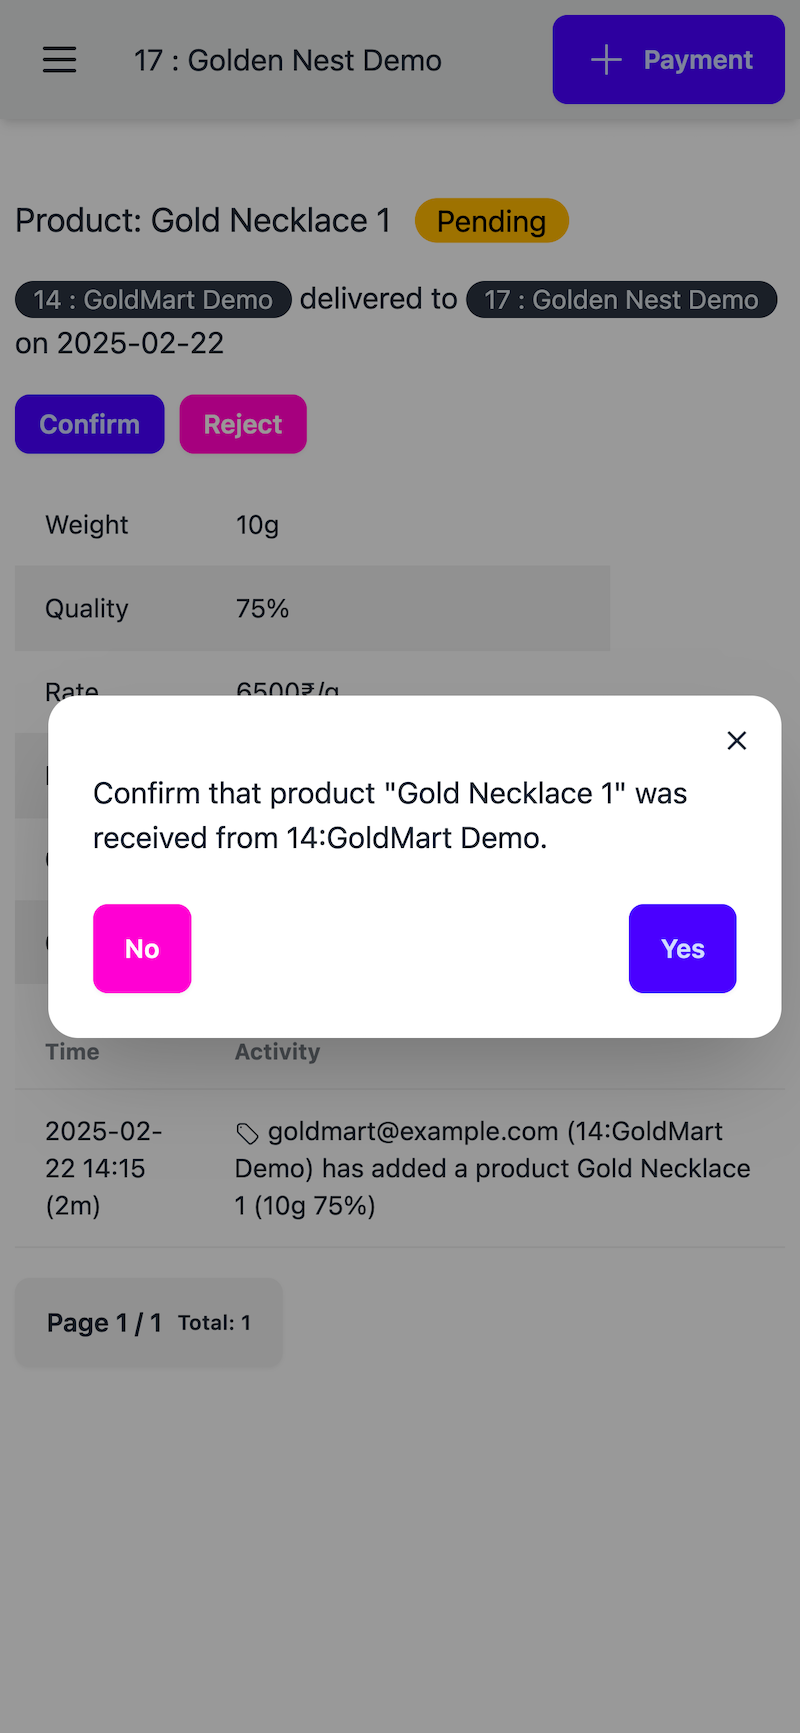 17 : Golden Nest Demo
Payment
Product: Gold Necklace 1 Pending
14 : GoldMart Demo delivered to 17 : Golden Nest Demo
on 2025-02-22
Confirm Reject
Weight 10g
Quality 75%
Rate 6500₹/g
Confirm that product "Gold Necklace 1" was
received from 14:GoldMart Demo.
No Yes
Time Activity
2025-02- goldmart@example.com (14:GoldMart
22 14:15 Demo) has added a product Gold Necklace
(2m) 1 (10g 75%)
Page 1 / 1 Total: 1